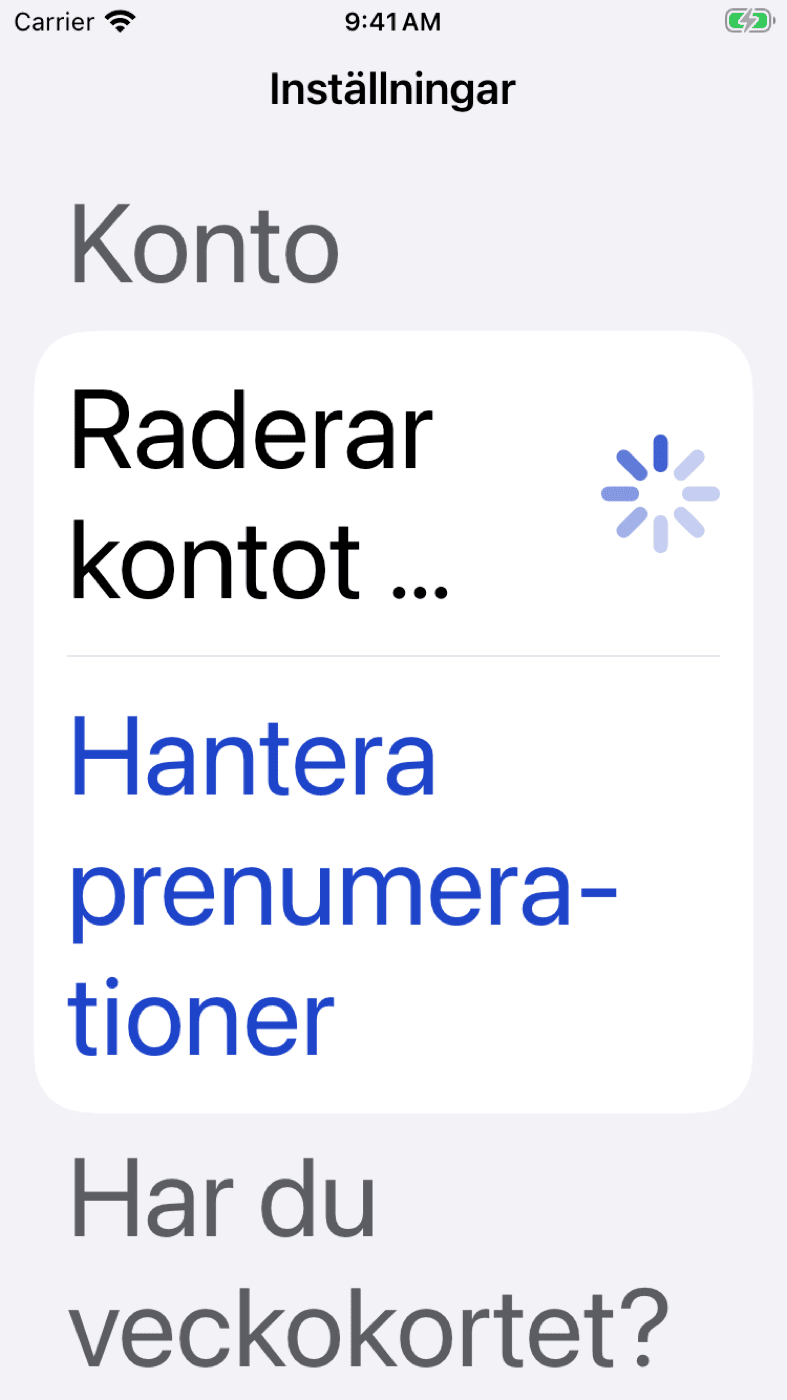 Carrier 9:41 AM
Inställningar
Konto
Raderar
kontot …
Hantera
prenumera-
tioner
Har du
veckokortet?